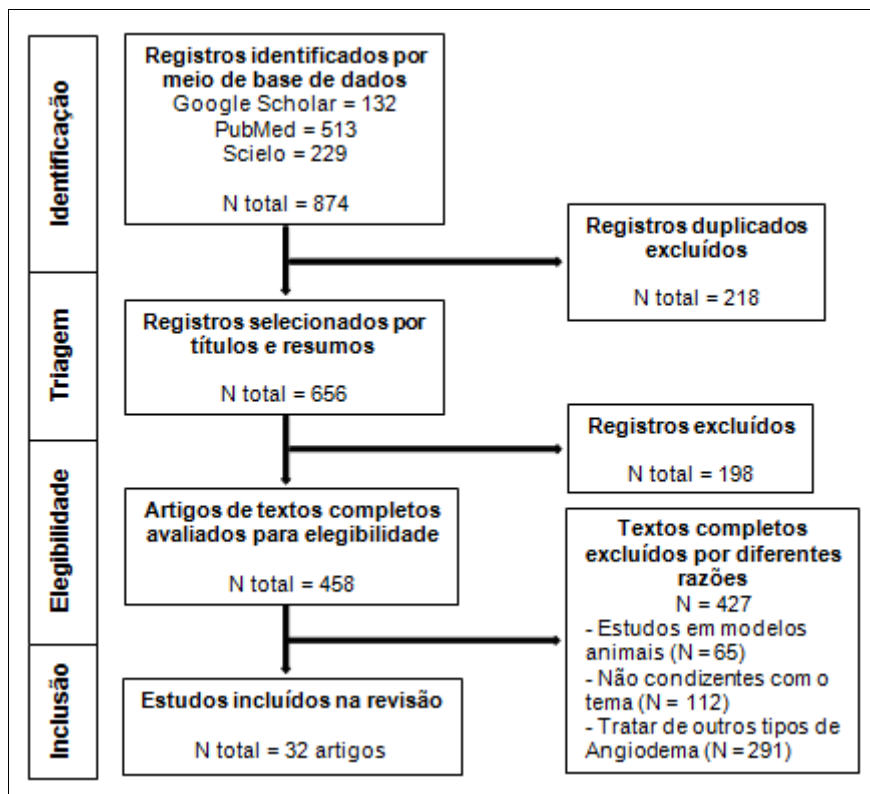 Identificação
Registros identificados por
meio de base de dados
Google Scholar = 132
PubMed = 513
Scielo = 229
N total = 874
Registros duplicados
excluídos
N total = 218
Triagem
Registros selecionados por
títulos e resumos
N total = 656
Registros excluídos
N total = 198
Elegibilidade
Artigos de textos completos
avaliados para elegibilidade
N total = 458
Textos completos
excluídos por diferentes
razões
N = 427
- Estudos em modelos
animais (N = 65)
- Não condizentes com o
tema (N = 112)
- Tratar de outros tipos de
Angiodema (N = 291)
Inclusão
Estudos incluídos na revisão
N total = 32 artigos